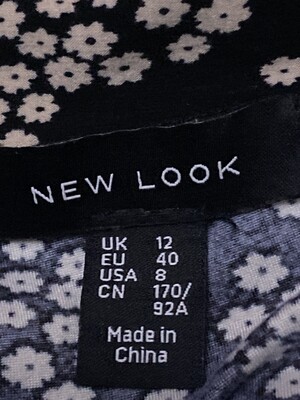 NEW LOOK
UK 12
EU 40
USA 8
CN 170/
92A
Made in
China